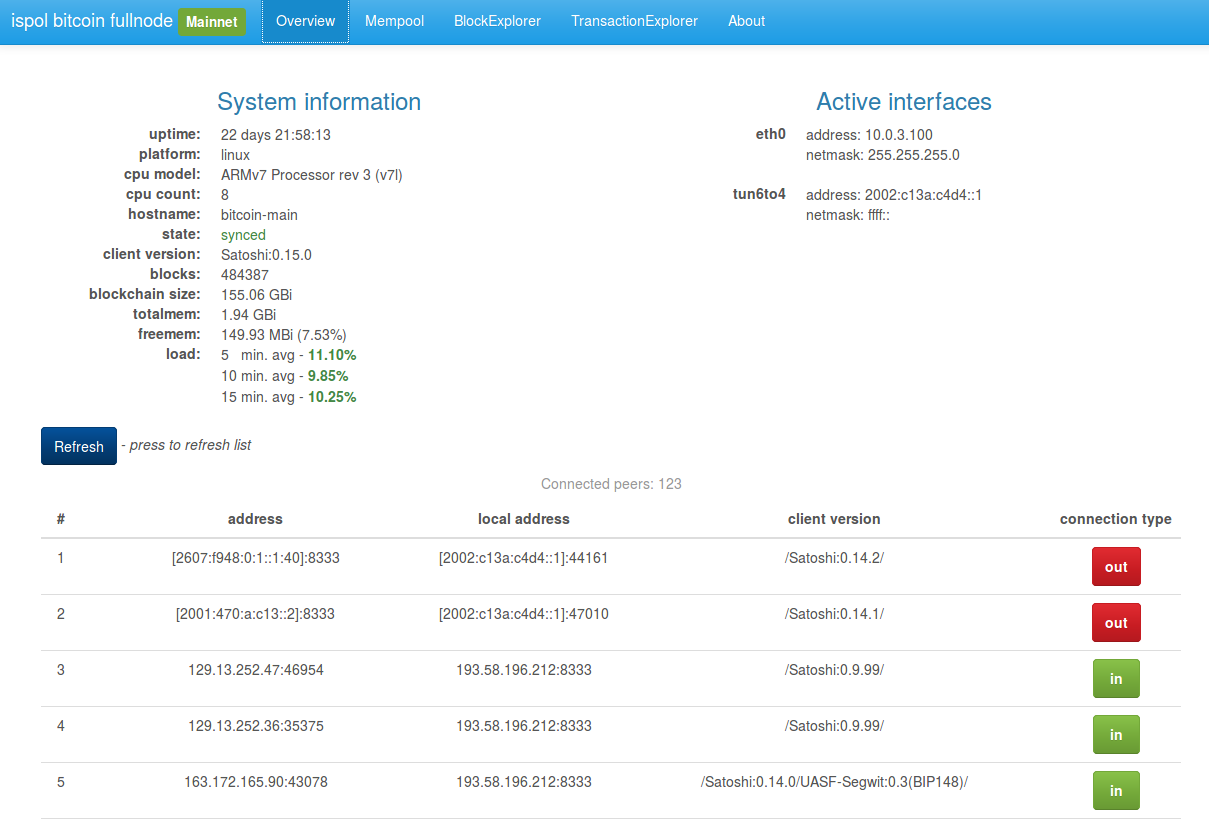 ispol bitcoin fullnode Mainnet Overview Mempool BlockExplorer TransactionExplorer About
System information
uptime: 22 days 21:58:13
platform: linux
cpu model: ARMv7 Processor rev 3 (v7l)
cpu count: 8
hostname: bitcoin-main
state: synced
client version: Satoshi:0.15.0
blocks: 484387
blockchain size: 155.06 GBi
totalmem: 1.94 GBi
freemem: 149.93 MBi (7.53%)
load: 5 min. avg - 11.10%
10 min. avg - 9.85%
15 min. avg - 10.25%
Active interfaces
eth0 address: 10.0.3.100
netmask: 255.255.255.0
tun6to4 address: 2002:c13a:c4d4::1
netmask: ffff::
Refresh - press to refresh list
Connected peers: 123
# address local address client version connection type
1 [2607:f948:0:1::1:40]:8333 [2002:c13a:c4d4::1]:44161 /Satoshi:0.14.2/ out
2 [2001:470:a:c13::2]:8333 [2002:c13a:c4d4::1]:47010 /Satoshi:0.14.1/ out
3 129.13.252.47:46954 193.58.196.212:8333 /Satoshi:0.9.99/ in
4 129.13.252.36:35375 193.58.196.212:8333 /Satoshi:0.9.99/ in
5 163.172.165.90:43078 193.58.196.212:8333 /Satoshi:0.14.0/UASF-Segwit:0.3(BIP148)/ in